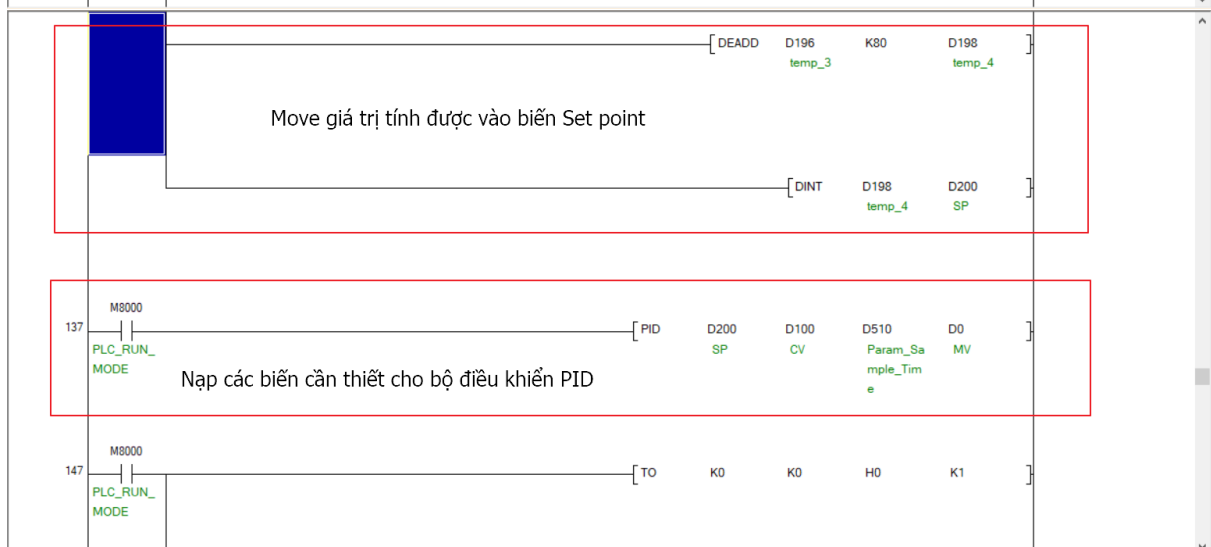 DEADD D196 K80 D198
temp_3 temp_4
Move giá trị tính được vào biến Set point
DINT D198 D200
temp_4 SP
M8000
137 PID D200 D100 D510 D0
PLC_RUN_ SP CV Param_Sa MV
MODE mple_Tim
e
Nạp các biến cần thiết cho bộ điều khiển PID
M8000
147 TO K0 K0 H0 K1
PLC_RUN_
MODE